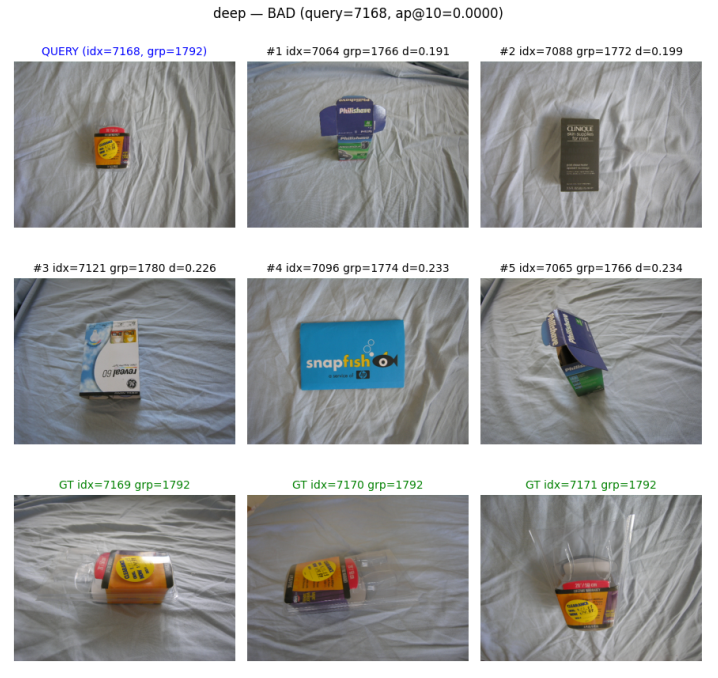 deep — BAD (query=7168, ap@10=0.0000)
QUERY (idx=7168, grp=1792)
#1 idx=7064 grp=1766 d=0.191
#2 idx=7088 grp=1772 d=0.199
Philishave
Philishave
CLINIQUE
#3 idx=7121 grp=1780 d=0.226
#4 idx=7096 grp=1774 d=0.233
#5 idx=7065 grp=1766 d=0.234
reveal 60
snapfish
a service of hp
GT idx=7169 grp=1792
GT idx=7170 grp=1792
GT idx=7171 grp=1792